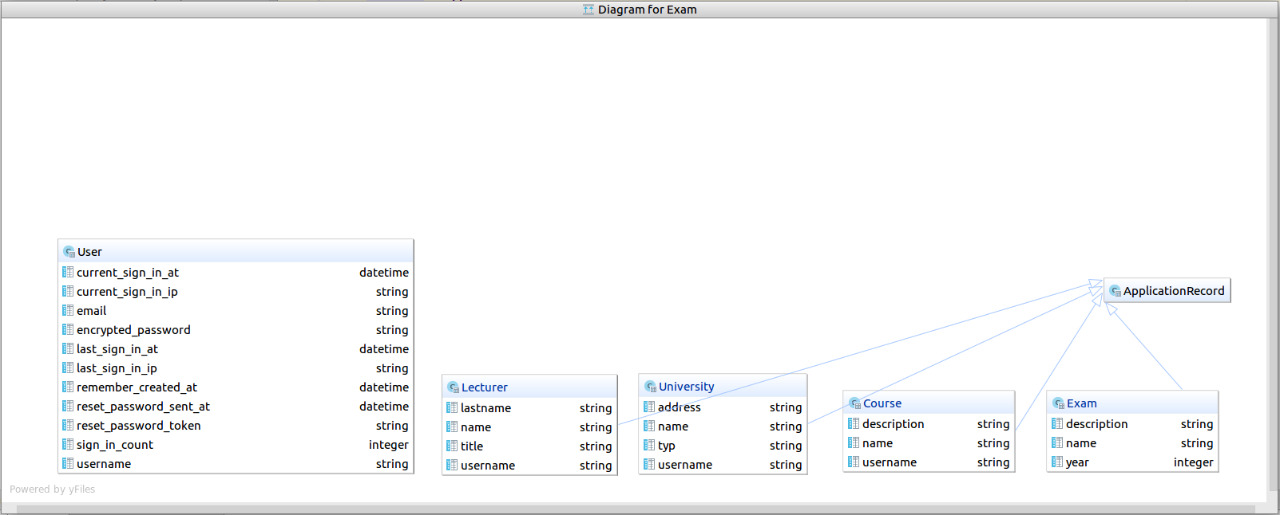 Diagram for Exam
User
current_sign_in_at datetime
current_sign_in_ip string
email string
encrypted_password string
last_sign_in_at datetime
last_sign_in_ip string
remember_created_at datetime
reset_password_sent_at datetime
reset_password_token string
sign_in_count integer
username string
Lecturer
lastname string
name string
title string
username string
University
address string
name string
typ string
username string
Course
description string
name string
username string
Exam
description string
name string
year integer
ApplicationRecord
Powered by yFiles